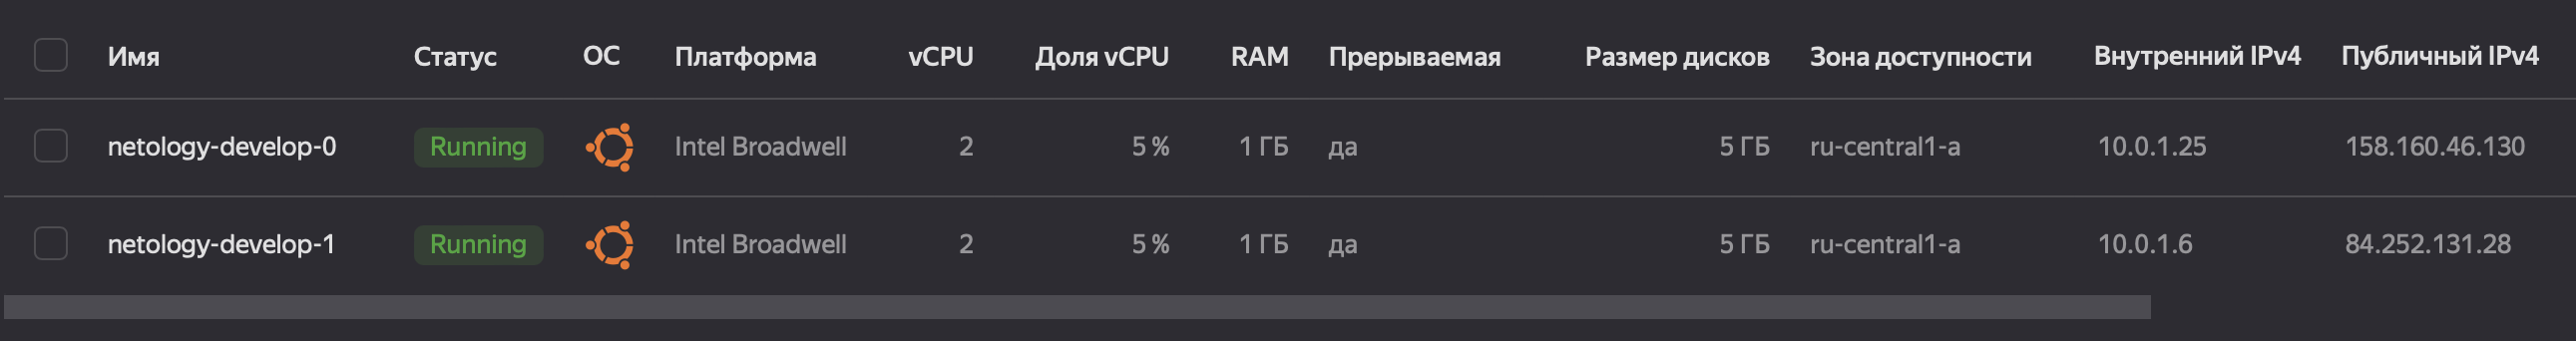 Имя Статус ОС Платформа vCPU Доля vCPU RAM Прерываемая Размер дисков Зона доступности Внутренний IPv4 Публичный IPv4
netology-develop-0 Running Intel Broadwell 2 5 % 1 ГБ да 5 ГБ ru-central1-a 10.0.1.25 158.160.46.130
netology-develop-1 Running Intel Broadwell 2 5 % 1 ГБ да 5 ГБ ru-central1-a 10.0.1.6 84.252.131.28